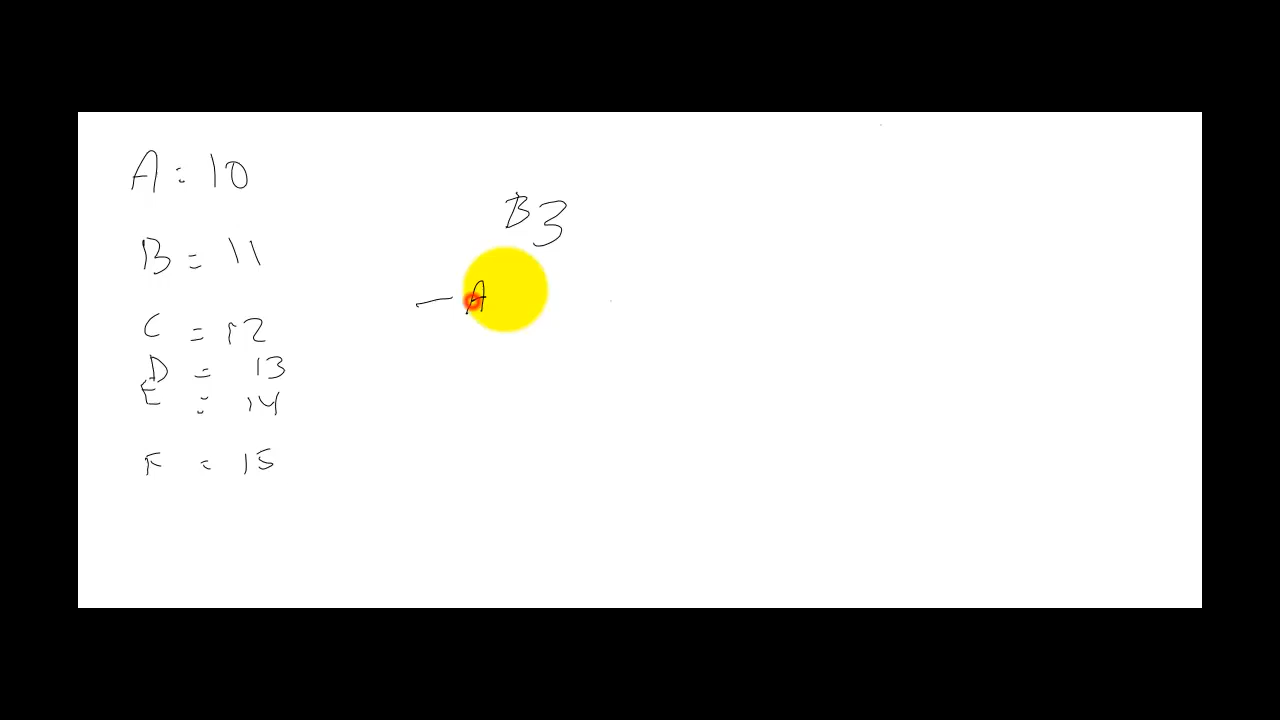 A = 10
B = 11
C = 12
D = 13
E = 14
F = 15
B3
- A